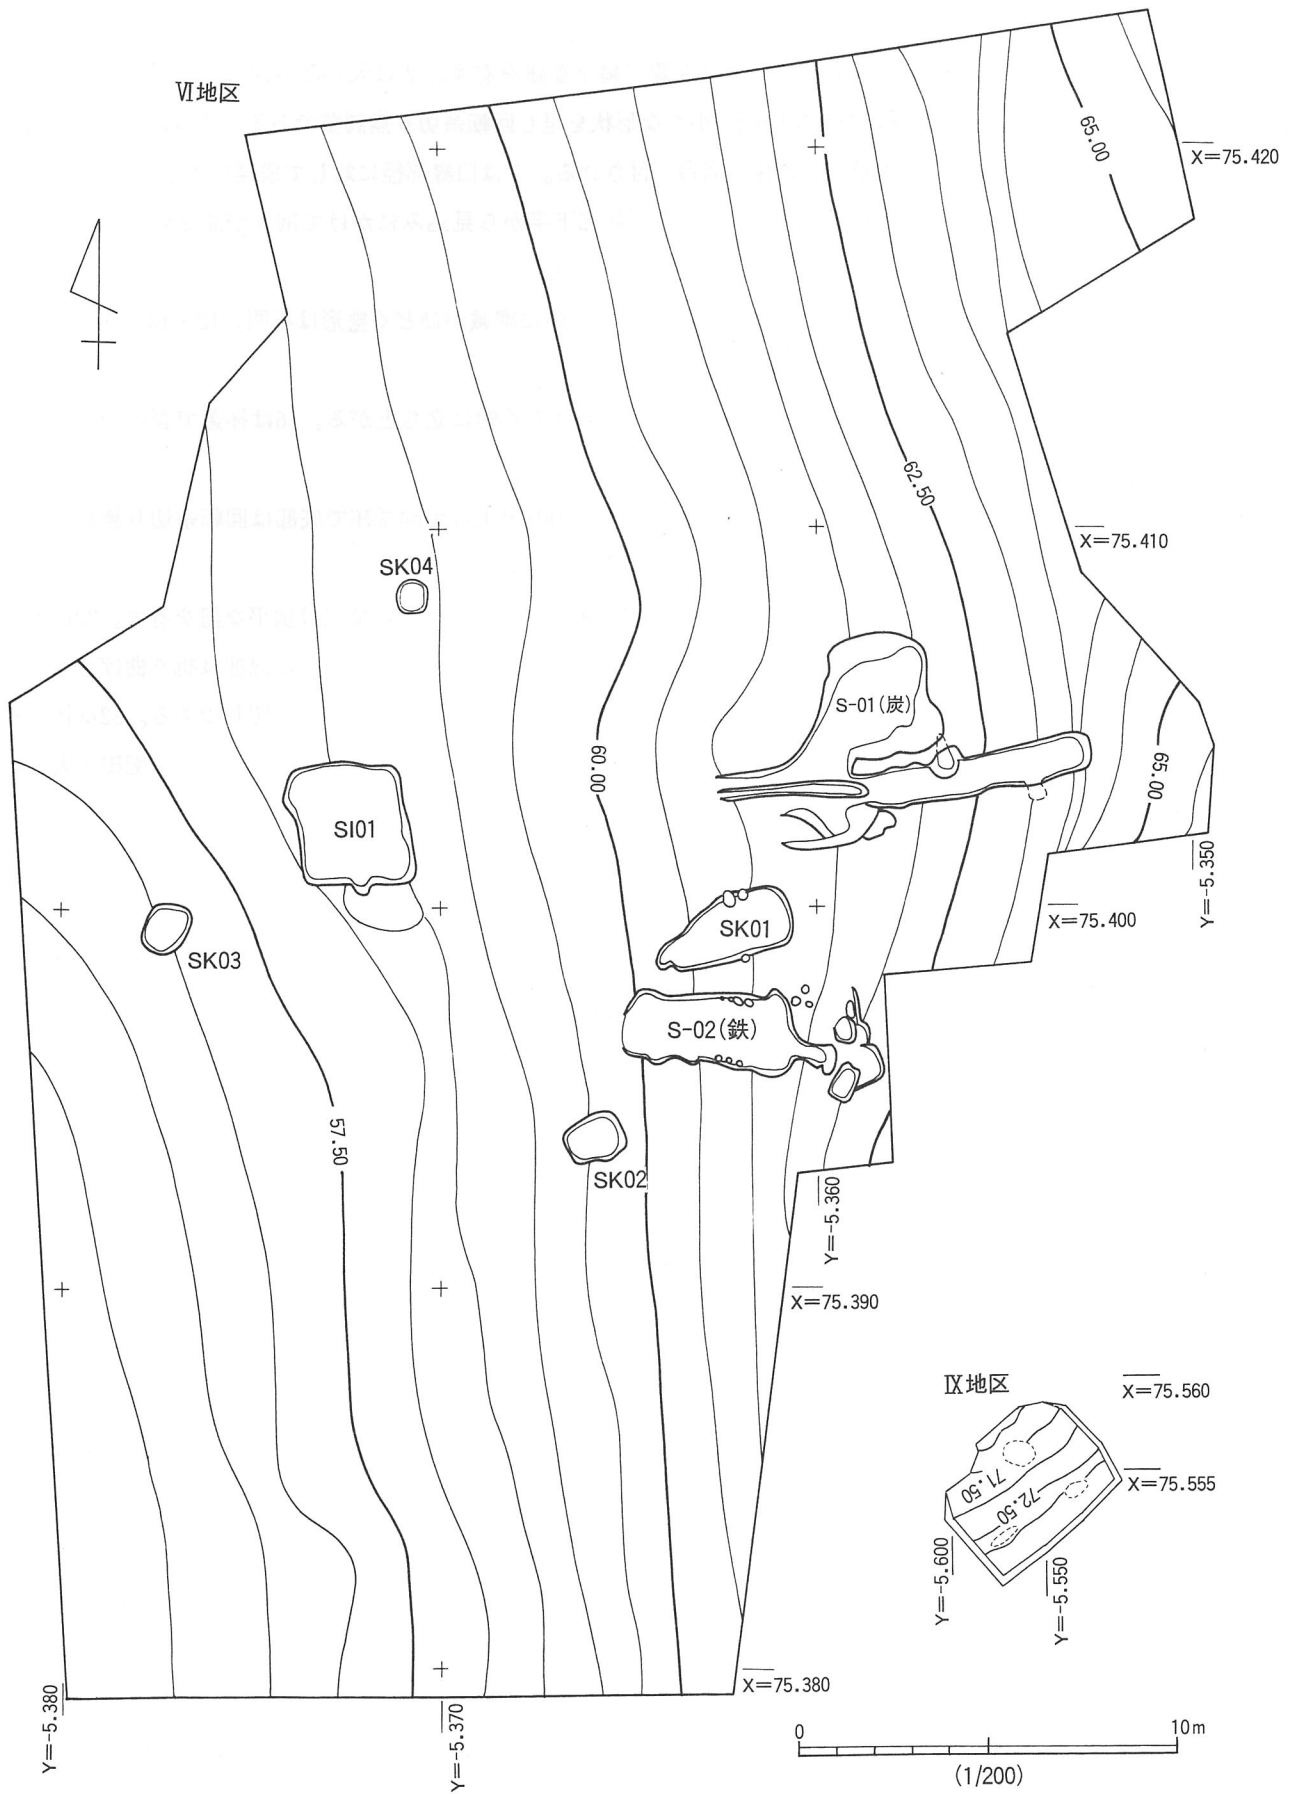 Ⅵ地区
65.00
X=75.420
62.50
X=75.410
SK04
S-01(炭)
60.00
65.00
SI01
Y=-5.350
SK01
X=75.400
SK03
S-02(鉄)
57.50
SK02
Y=-5.360
X=75.390
Ⅸ地区
X=75.560
71.50
72.50
X=75.555
Y=-5.600
Y=-5.550
X=75.380
Y=-5.380
Y=-5.370
0 10m
(1/200)